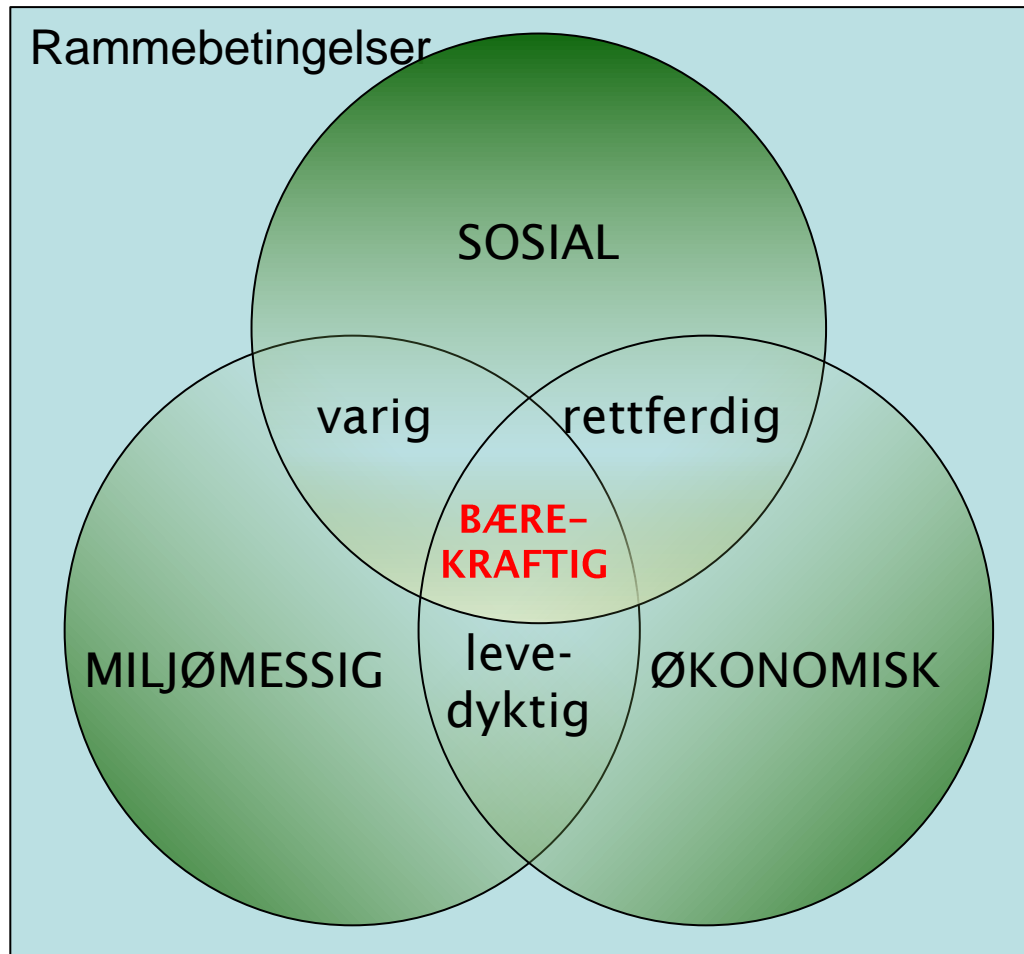 Rammebetingelser
SOSIAL
varig
rettferdig
BÆRE-
KRAFTIG
MILJØMESSIG
leve-
dyktig
ØKONOMISK